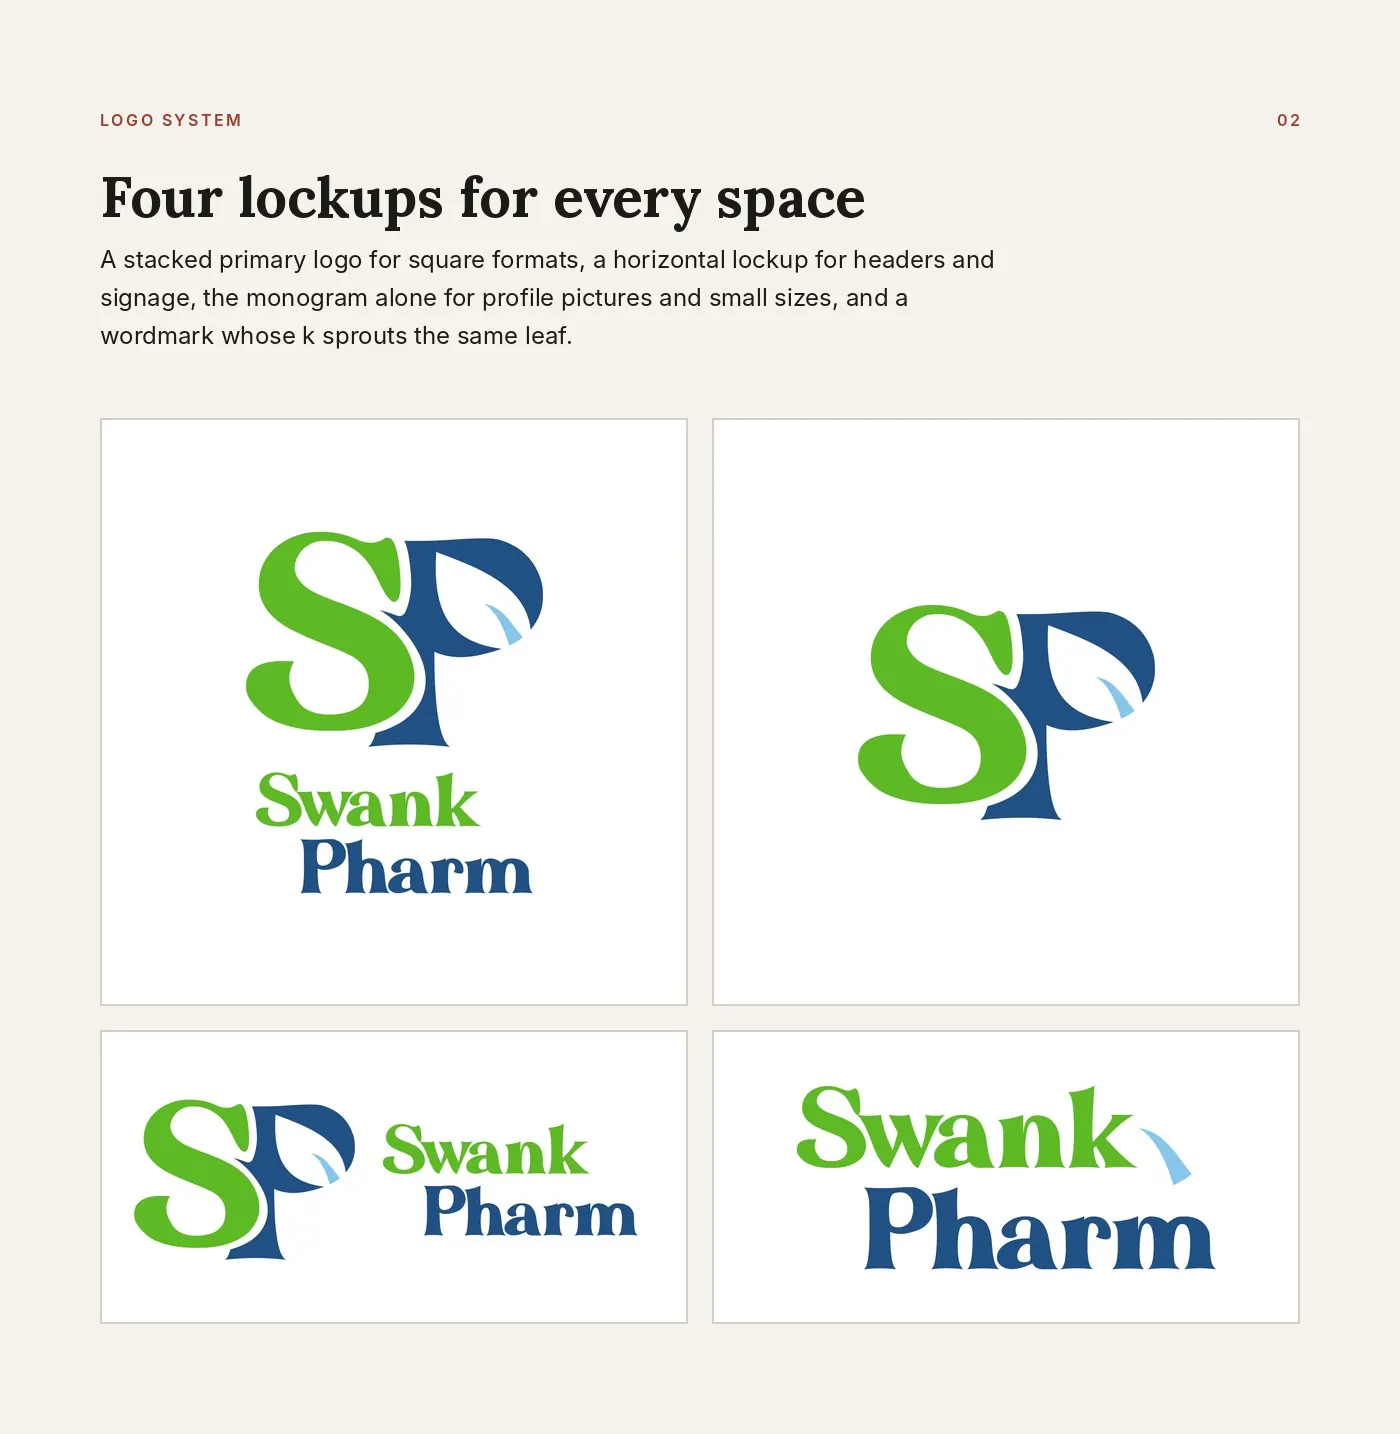 LOGO SYSTEM
02
Four lockups for every space
A stacked primary logo for square formats, a horizontal lockup for headers and
signage, the monogram alone for profile pictures and small sizes, and a
wordmark whose k sprouts the same leaf.
SP
Swank
Pharm
SP
SP
Swank
Pharm
Swank
Pharm